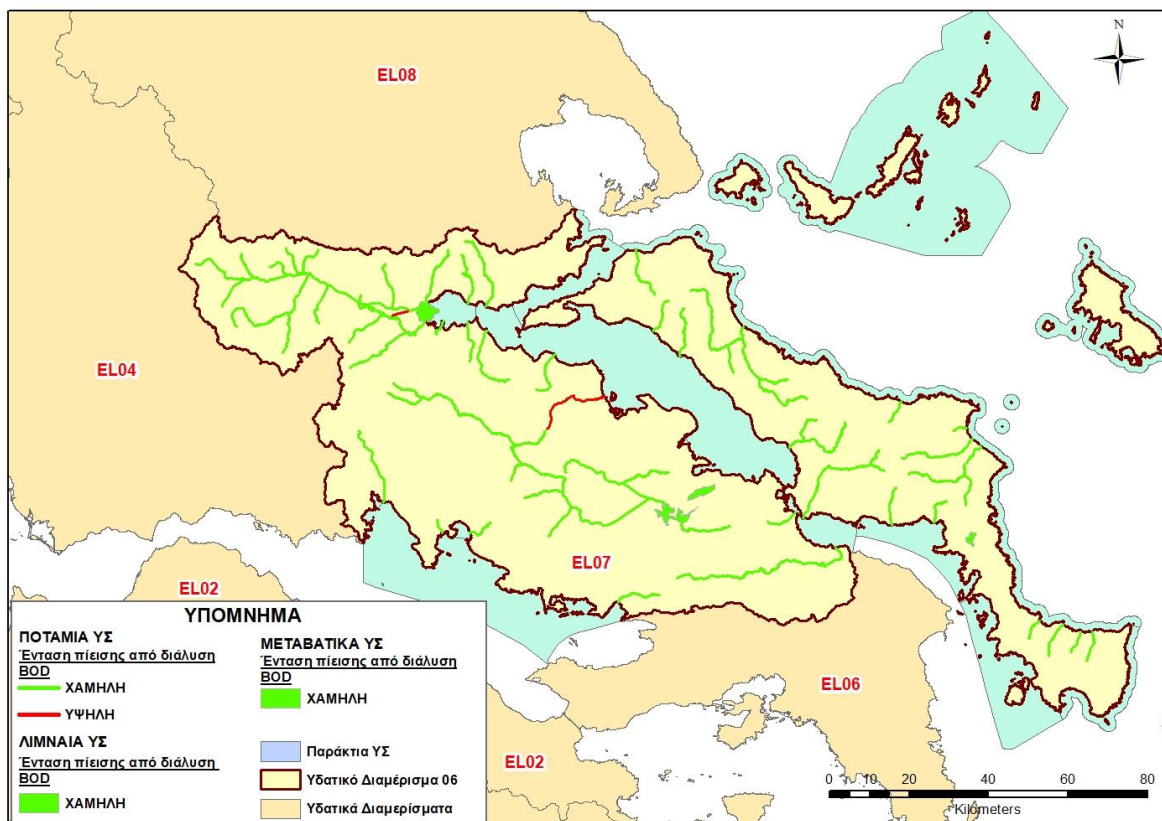 N
EL08
EL04
EL07
EL02
EL06
EL02
ΥΠΟΜΝΗΜΑ
ΠΟΤΑΜΙΑ ΥΣ
Ένταση πίεσης από διάλυση
BOD
ΧΑΜΗΛΗ
ΥΨΗΛΗ
ΛΙΜΝΑΙΑ ΥΣ
Ένταση πίεσης από διάλυση
BOD
ΧΑΜΗΛΗ
ΜΕΤΑΒΑΤΙΚΑ ΥΣ
Ένταση πίεσης από διάλυση
BOD
ΧΑΜΗΛΗ
Παράκτια ΥΣ
Υδατικό Διαμέρισμα 06
Υδατικά Διαμερίσματα
0 10 20 40 60 80
Kilometers